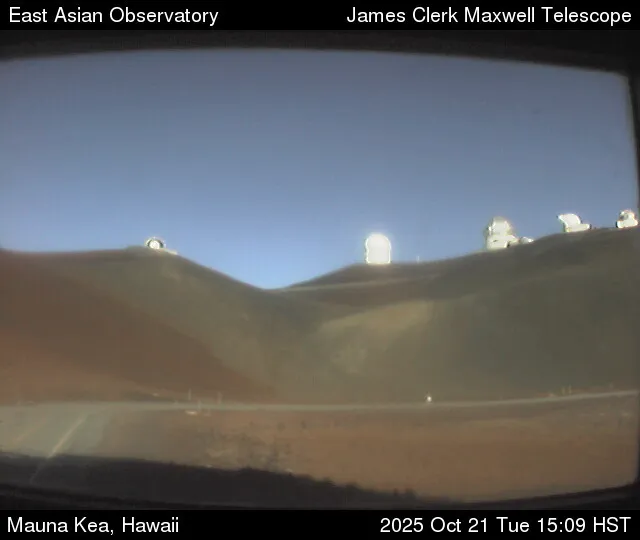 East Asian Observatory
James Clerk Maxwell Telescope
Mauna Kea, Hawaii
2025 Oct 21 Tue 15:09 HST